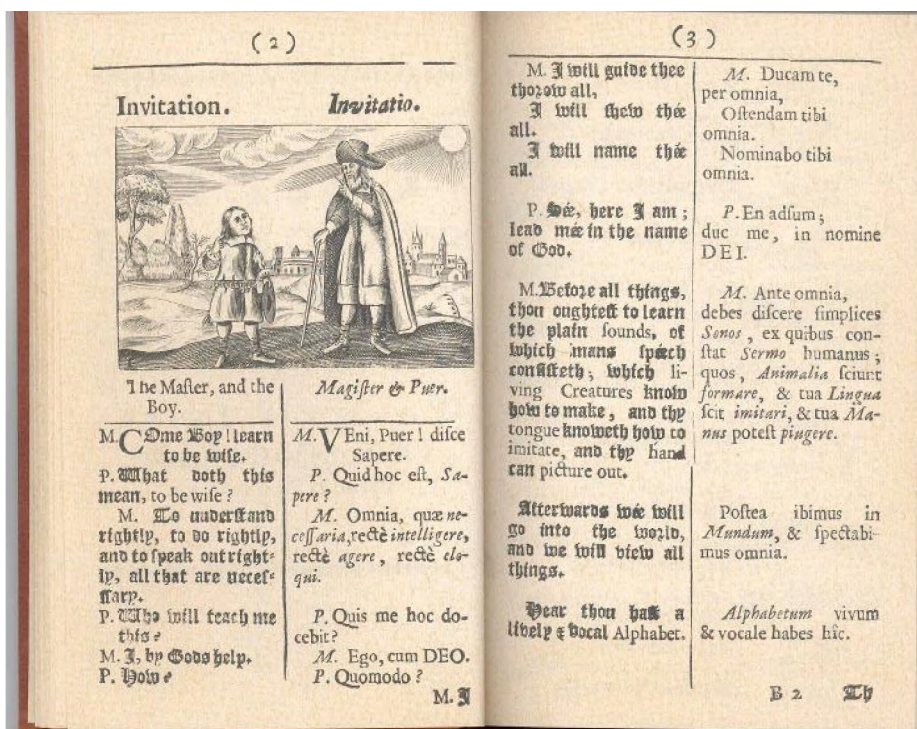 ( 2 )
Invitation.
Invitatio.
The Maſter, and the
Boy.
M. COme Boy ! learn
to be wiſe.
P. What doth this
mean, to be wiſe ?
M. To underſtand
rightly, to do rightly,
and to ſpeak out right-
ly, all that are neceſ-
ſary.
P. Who will teach me
this ?
M. I, by Gods help.
P. How ?
Magiſter & Puer.
M. VEni, Puer ! diſce
Sapere.
P. Quid hoc eſt, Sa-
pere ?
M. Omnia, quæ ne-
ceſſaria, rectè intelligere,
rectè agere, rectè elo-
qui.
P. Quis me hoc do-
cebit?
M. Ego, cum DEO.
P. Quomodo ?
M. I
( 3 )
M. I will guide thee
thorow all,
I will ſhew thée
all.
I will name thée
all.
P. Sée, here I am ;
lead mée in the name
of God.
M. Before all things,
thou oughteſt to learn
the plain ſounds, of
which mans ſpéech
conſiſteth ; which li-
ving Creatures know
how to make, and thy
tongue knoweth how to
imitate, and thy hand
can picture out.
Afterwards wée will
go into the world,
and we will view all
things.
Hear thou haſt a
lively & vocal Alphabet.
M. Ducam te,
per omnia,
Oſtendam tibi
omnia.
Nominabo tibi
omnia.
P. En adſum ;
duc me, in nomine
DEI.
M. Ante omnia,
debes diſcere ſimplices
Sonos, ex quibus con-
ſtat Sermo humanus ;
quos, Animalia ſciunt
formare, & tua Lingua
ſcit imitari, & tua Ma-
nus poteſt pingere.
Poſtea ibimus in
Mundum, & ſpectabi-
mus omnia.
Alphabetum vivum
& vocale habes hîc.
B 2
Th